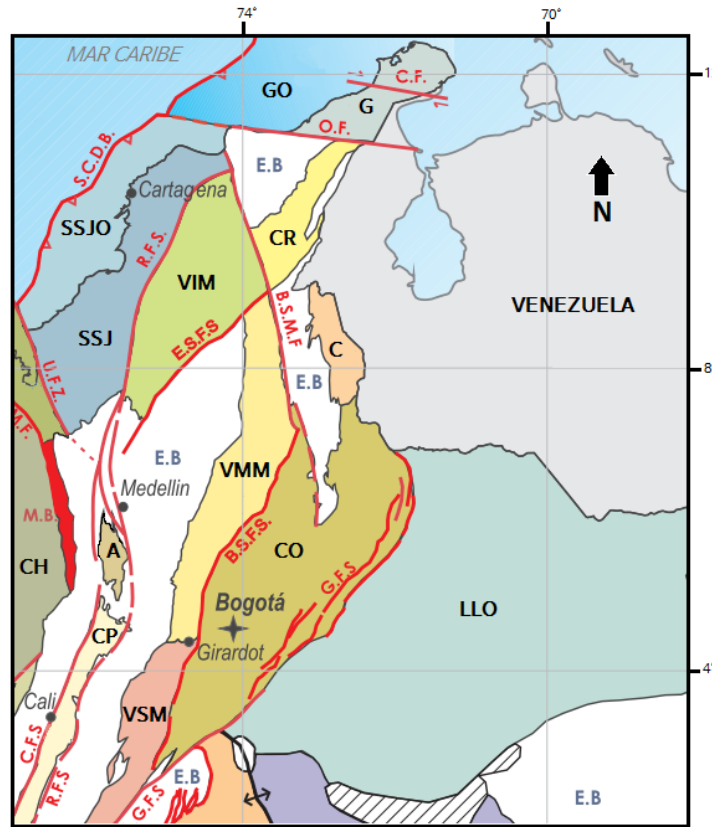 74°
70°
MAR CARIBE
1
GO
C.F.
G
O.F.
S.C.D.B.
E.B
Cartagena
N
SSJO
R.F.S.
CR
VIM
VENEZUELA
B.S.M.F
SSJ
E.S.F.S
C
8
U.F.Z.
E.B
M.F.
E.B
VMM
Medellin
M.B.
A
B.S.F.S.
CO
CH
G.F.S
Bogotá
LLO
CP
Girardot
4°
Cali
VSM
C.F.S
R.F.S
G.F.S
E.B
E.B